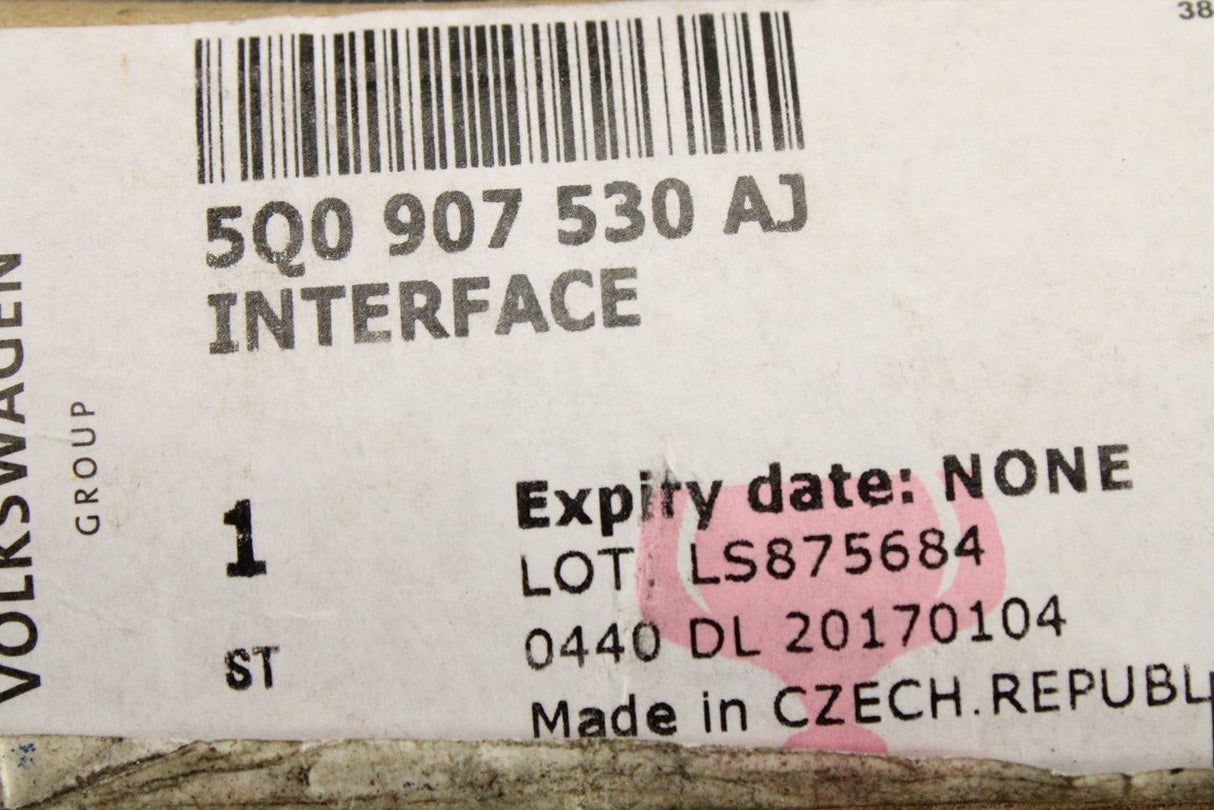 38
5Q0 907 530 AJ
INTERFACE
VOLKSWAGEN
GROUP
1
ST
Expiry date: NONE
LOT: LS875684
0440 DL 20170104
Made in CZECH.REPUBL